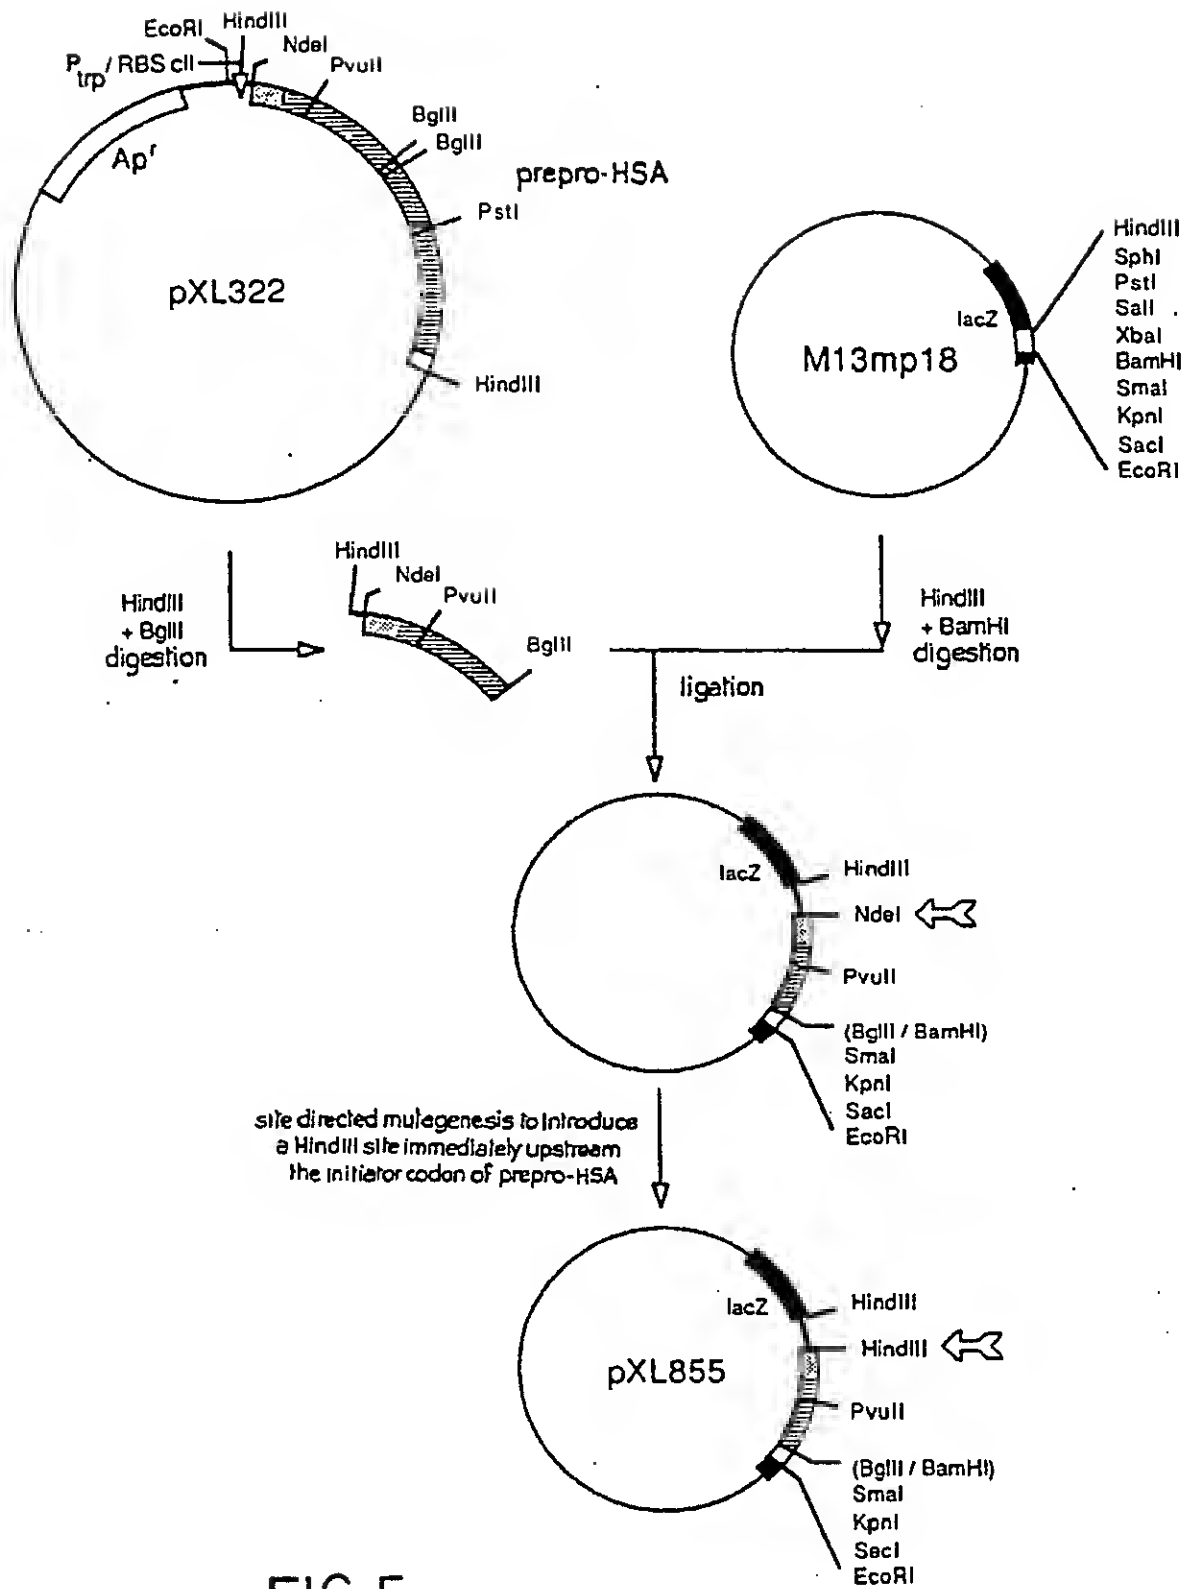 EcoRI
HindIII
P trp / RBS cII
NdeI
PvuII
BglII
BglII
Ap r
prepro-HSA
PstI
pXL322
HindIII
lacZ
M13mp18
HindIII
SphI
PstI
SalI
XbaI
BamHI
SmaI
KpnI
SacI
EcoRI
HindIII
+ BglII
digestion
HindIII
NdeI
PvuII
BglII
HindIII
+ BamHI
digestion
ligation
lacZ
HindIII
NdeI
PvuII
(BglII / BamHI)
SmaI
KpnI
SacI
EcoRI
site directed mutagenesis to introduce
a HindIII site immediately upstream
the initiator codon of prepro-HSA
lacZ
HindIII
HindIII
pXL855
PvuII
(BglII / BamHI)
SmaI
KpnI
SacI
EcoRI